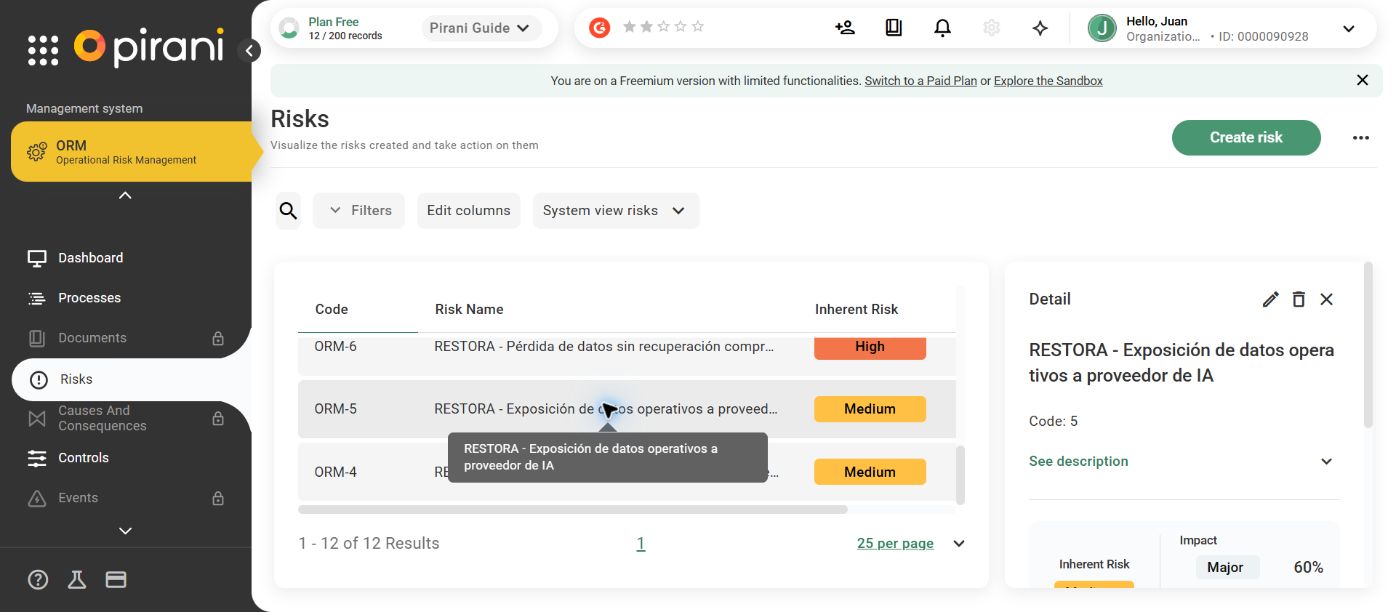 pirani
Plan Free
12 / 200 records
Pirani Guide
Hello, Juan
Organizatio... • ID: 0000090928
You are on a Freemium version with limited functionalities. Switch to a Paid Plan or Explore the Sandbox
Management system
ORM
Operational Risk Management
Dashboard
Processes
Documents
Risks
Causes And
Consequences
Controls
Events
Risks
Visualize the risks created and take action on them
Create risk
Filters
Edit columns
System view risks
Code
Risk Name
Inherent Risk
ORM-6
RESTORA - Pérdida de datos sin recuperación compr...
High
ORM-5
RESTORA - Exposición de datos operativos a proveed...
Medium
RESTORA - Exposición de datos operativos a
proveedor de IA
ORM-4
Medium
1 - 12 of 12 Results
1
25 per page
Detail
RESTORA - Exposición de datos opera
tivos a proveedor de IA
Code: 5
See description
Inherent Risk
Impact
Major
60%